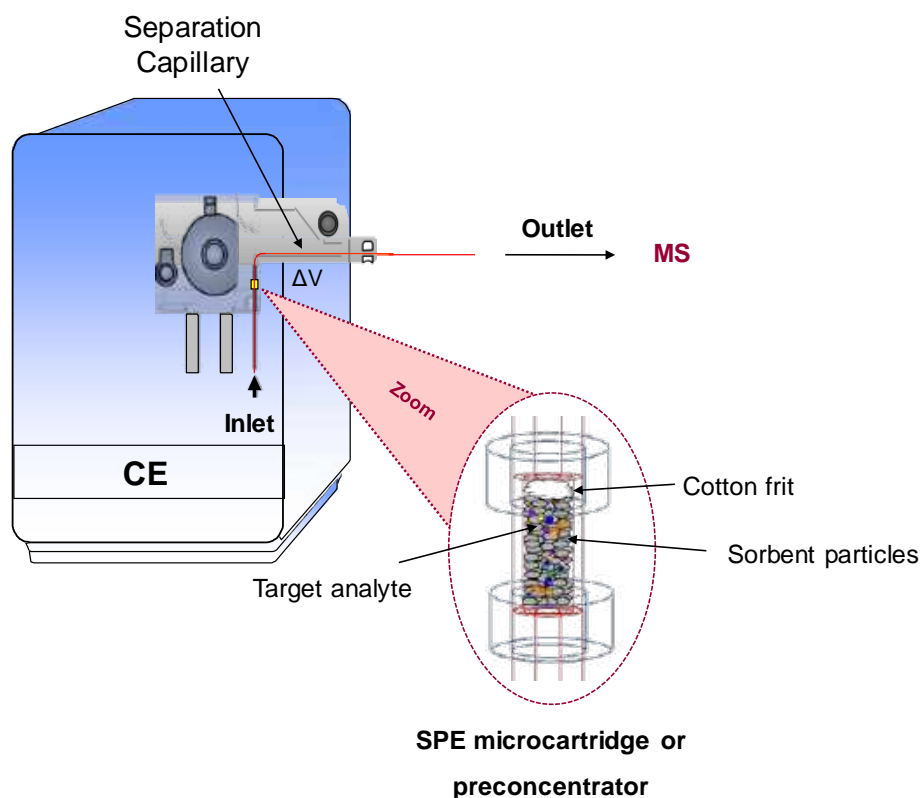 Separation
Capillary
Outlet
MS
ΔV
Zoom
Inlet
CE
Cotton frit
Sorbent particles
Target analyte
SPE microcartridge or
preconcentrator